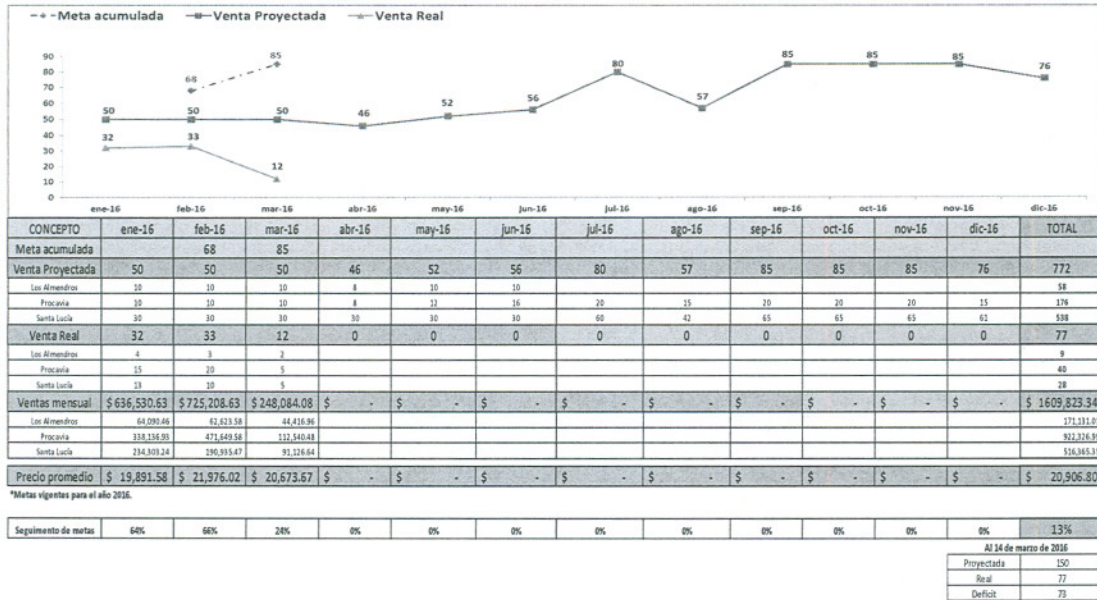 Meta acumulada Venta Proyectada Venta Real
90
80
70
60
50
40
30
20
10
0
68 85
50 50 50 46 52 56 80 57 85 85 85 76
32 33 12
ene-16 feb-16 mar-16 abr-16 may-16 jun-16 jul-16 ago-16 sep-16 oct-16 nov-16 dic-16
CONCEPTO ene-16 feb-16 mar-16 abr-16 may-16 jun-16 jul-16 ago-16 sep-16 oct-16 nov-16 dic-16 TOTAL
Meta acumulada 68 85
Venta Proyectada 50 50 50 46 52 56 80 57 85 85 85 76 772
Los Almendros 10 10 10 8 10 10 58
Procavia 10 10 10 8 12 16 20 15 20 20 20 15 176
Santa Lucía 30 30 30 30 30 30 60 42 65 65 65 61 538
Venta Real 32 33 12 0 0 0 0 0 0 0 0 0 77
Los Almendros 4 3 2 9
Procavia 15 20 5 40
Santa Lucía 13 10 5 28
Ventas mensual $ 636,530.63 $ 725,208.63 $ 248,084.08 $ - $ - $ - $ - $ - $ - $ - $ - $ - $ 1609,823.34
Los Almendros 64,090.46 62,623.58 44,416.96 171,131.0
Procavia 338,136.93 471,649.58 112,540.48 922,326.9
Santa Lucía 234,303.24 190,935.47 91,126.64 516,365.3
Precio promedio $ 19,891.58 $ 21,976.02 $ 20,673.67 $ - $ - $ - $ - $ - $ - $ - $ - $ - $ 20,906.80
*Metas vigentes para el año 2016.
Seguimento de metas 64% 66% 24% 0% 0% 0% 0% 0% 0% 0% 0% 0% 13%
Al 14 de marzo de 2016
Proyectada 150
Real 77
Deficit 73